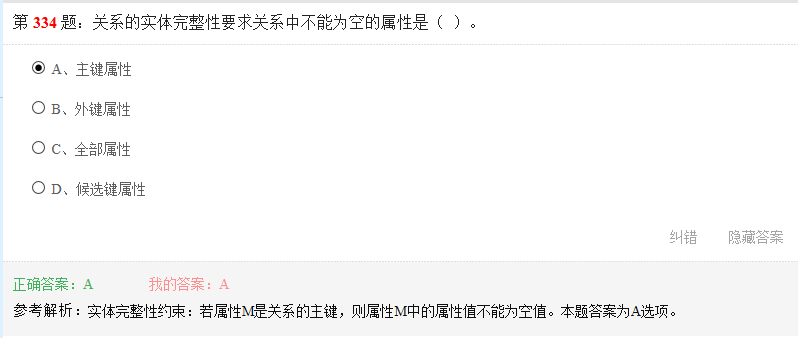 第 334 题：关系的实体完整性要求关系中不能为空的属性是（ ）。
A、主键属性
B、外键属性
C、全部属性
D、候选键属性
纠错 隐藏答案
正确答案：A 我的答案：A
参考解析：实体完整性约束：若属性M是关系的主键，则属性M中的属性值不能为空值。本题答案为A选项。